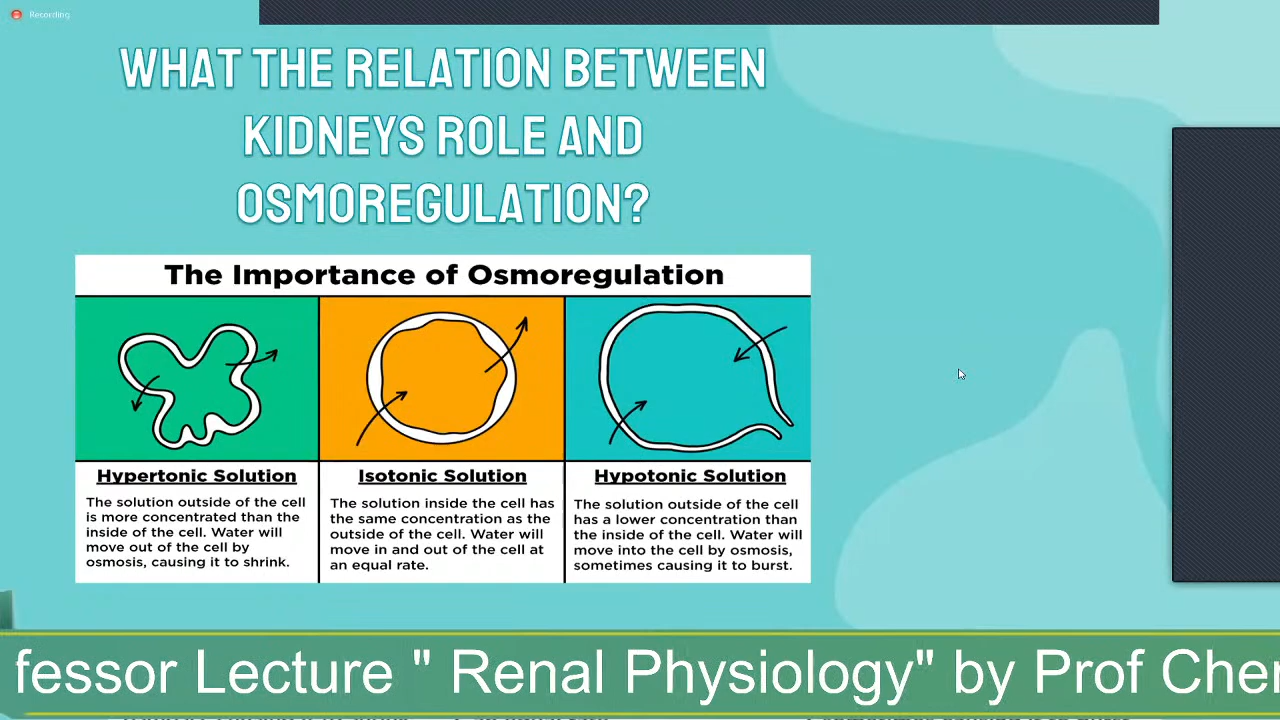 Recording
WHAT THE RELATION BETWEEN
KIDNEYS ROLE AND
OSMOREGULATION?
The Importance of Osmoregulation
Hypertonic Solution
The solution outside of the cell
is more concentrated than the
inside of the cell. Water will
move out of the cell by
osmosis, causing it to shrink.
Isotonic Solution
The solution inside the cell has
the same concentration as the
outside of the cell. Water will
move in and out of the cell at
an equal rate.
Hypotonic Solution
The solution outside of the cell
has a lower concentration than
the inside of the cell. Water will
move into the cell by osmosis,
sometimes causing it to burst.
fessor Lecture " Renal Physiology" by Prof Cher